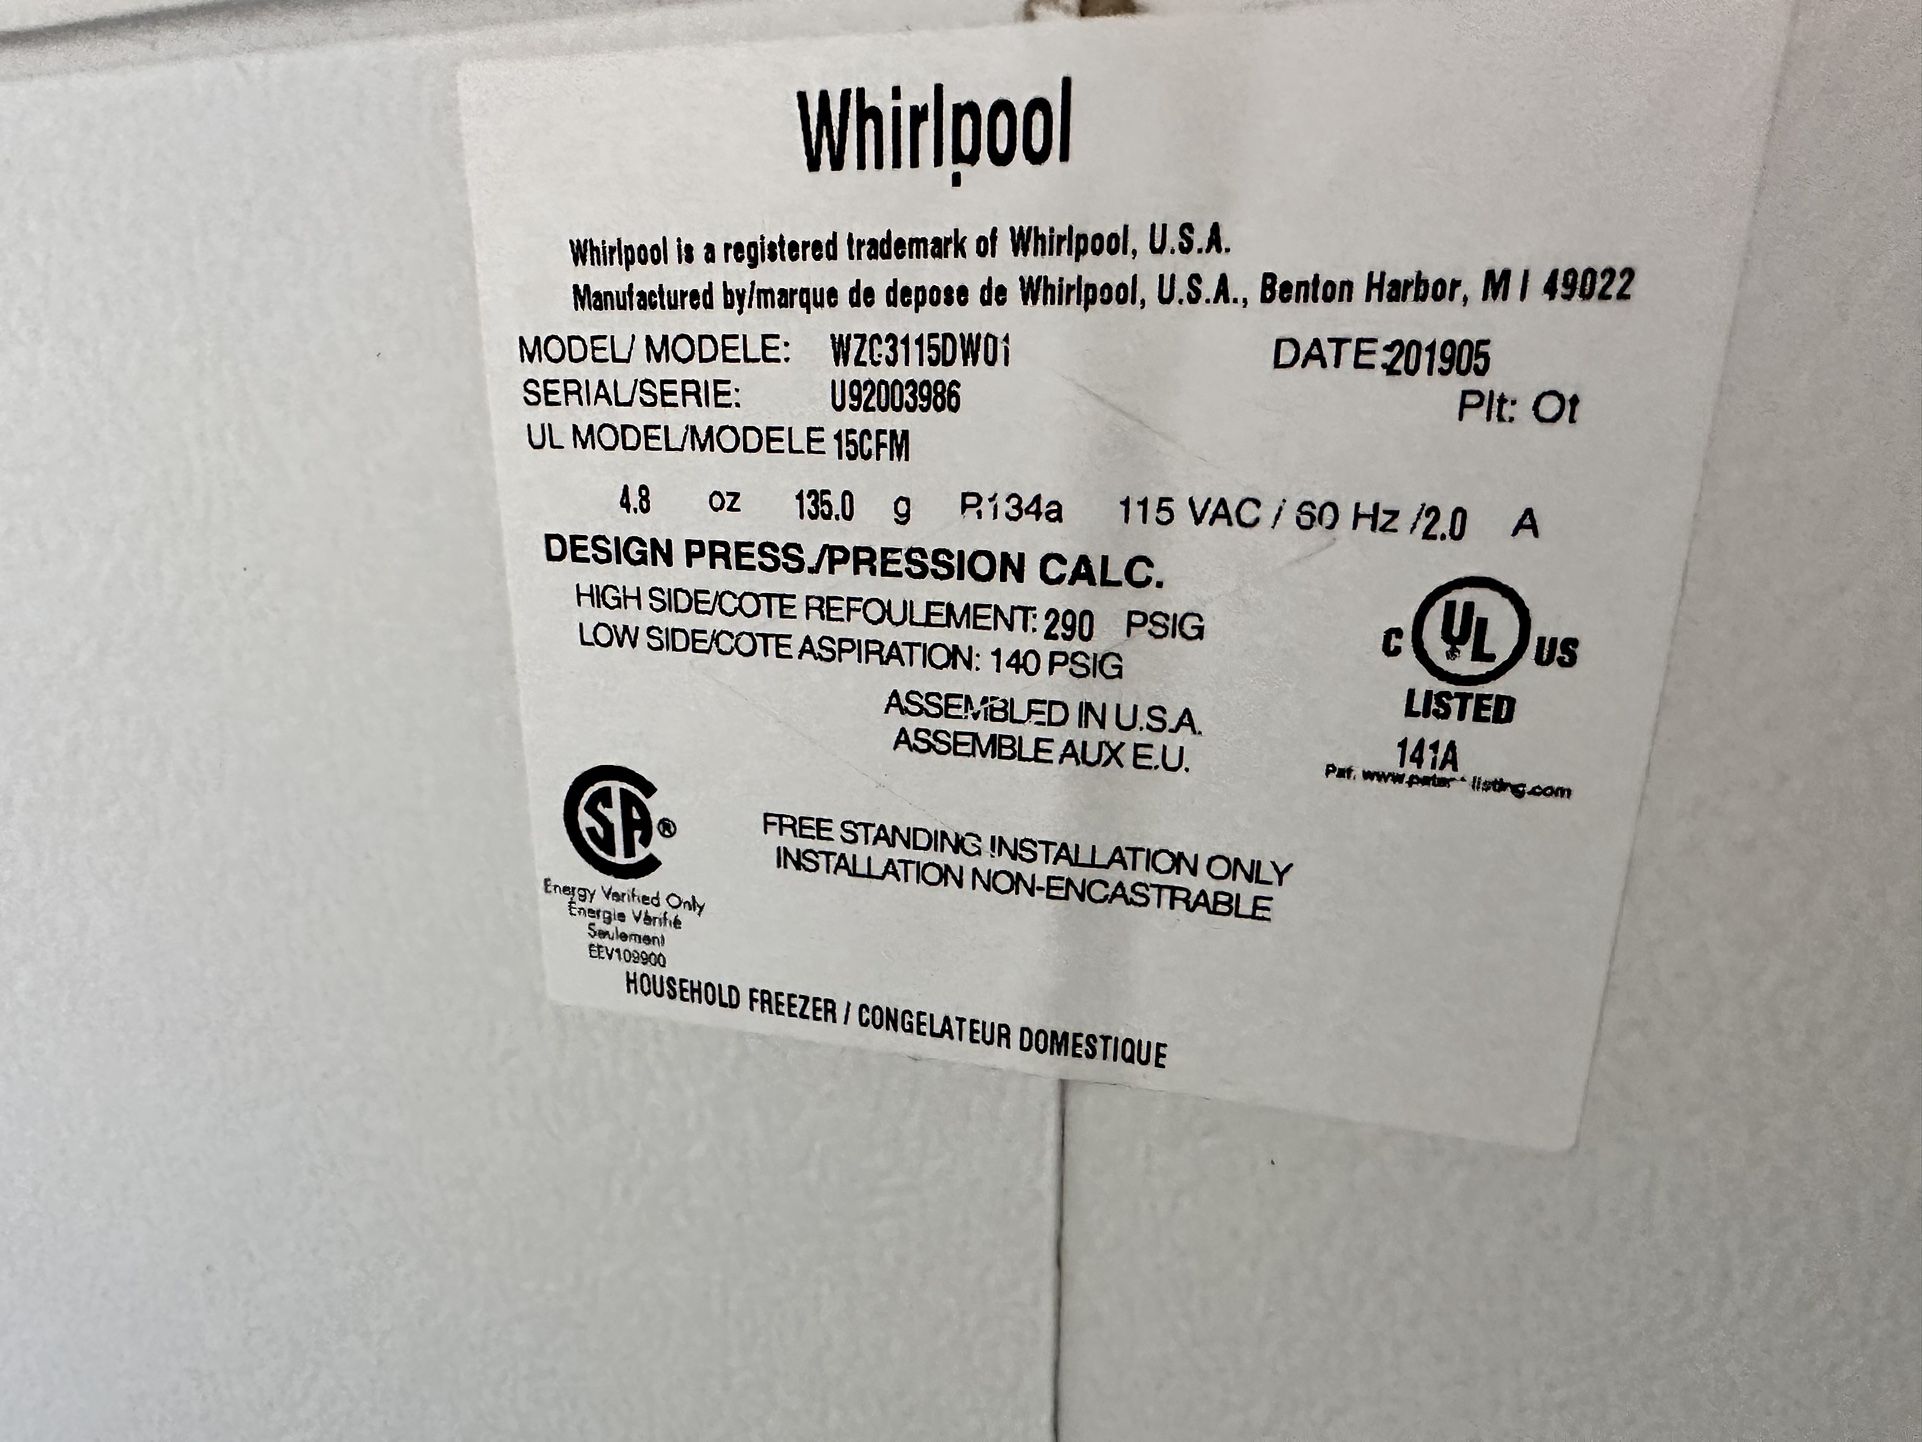 Whirlpool
Whirlpool is a registered trademark of Whirlpool, U.S.A.
Manufactured by/marque de depose de Whirlpool, U.S.A., Benton Harbor, M I 49022
MODEL/ MODELE: WZC3115DW01 DATE:201905
SERIAL/SERIE: U92003986 Plt: Ot
UL MODEL/MODELE 15CFM
4.8 oz 135.0 g R134a 115 VAC / 60 Hz /2.0 A
DESIGN PRESS./PRESSION CALC.
HIGH SIDE/COTE REFOULEMENT: 290 PSIG
LOW SIDE/COTE ASPIRATION: 140 PSIG
C UL US
LISTED
141A
ASSEMBLED IN U.S.A.
ASSEMBLE AUX E.U.
Pat.
SA®
Energy Verified Only
Énergie Vérifié
Seulement
EEV109900
FREE STANDING INSTALLATION ONLY
INSTALLATION NON-ENCASTRABLE
HOUSEHOLD FREEZER / CONGELATEUR DOMESTIQUE